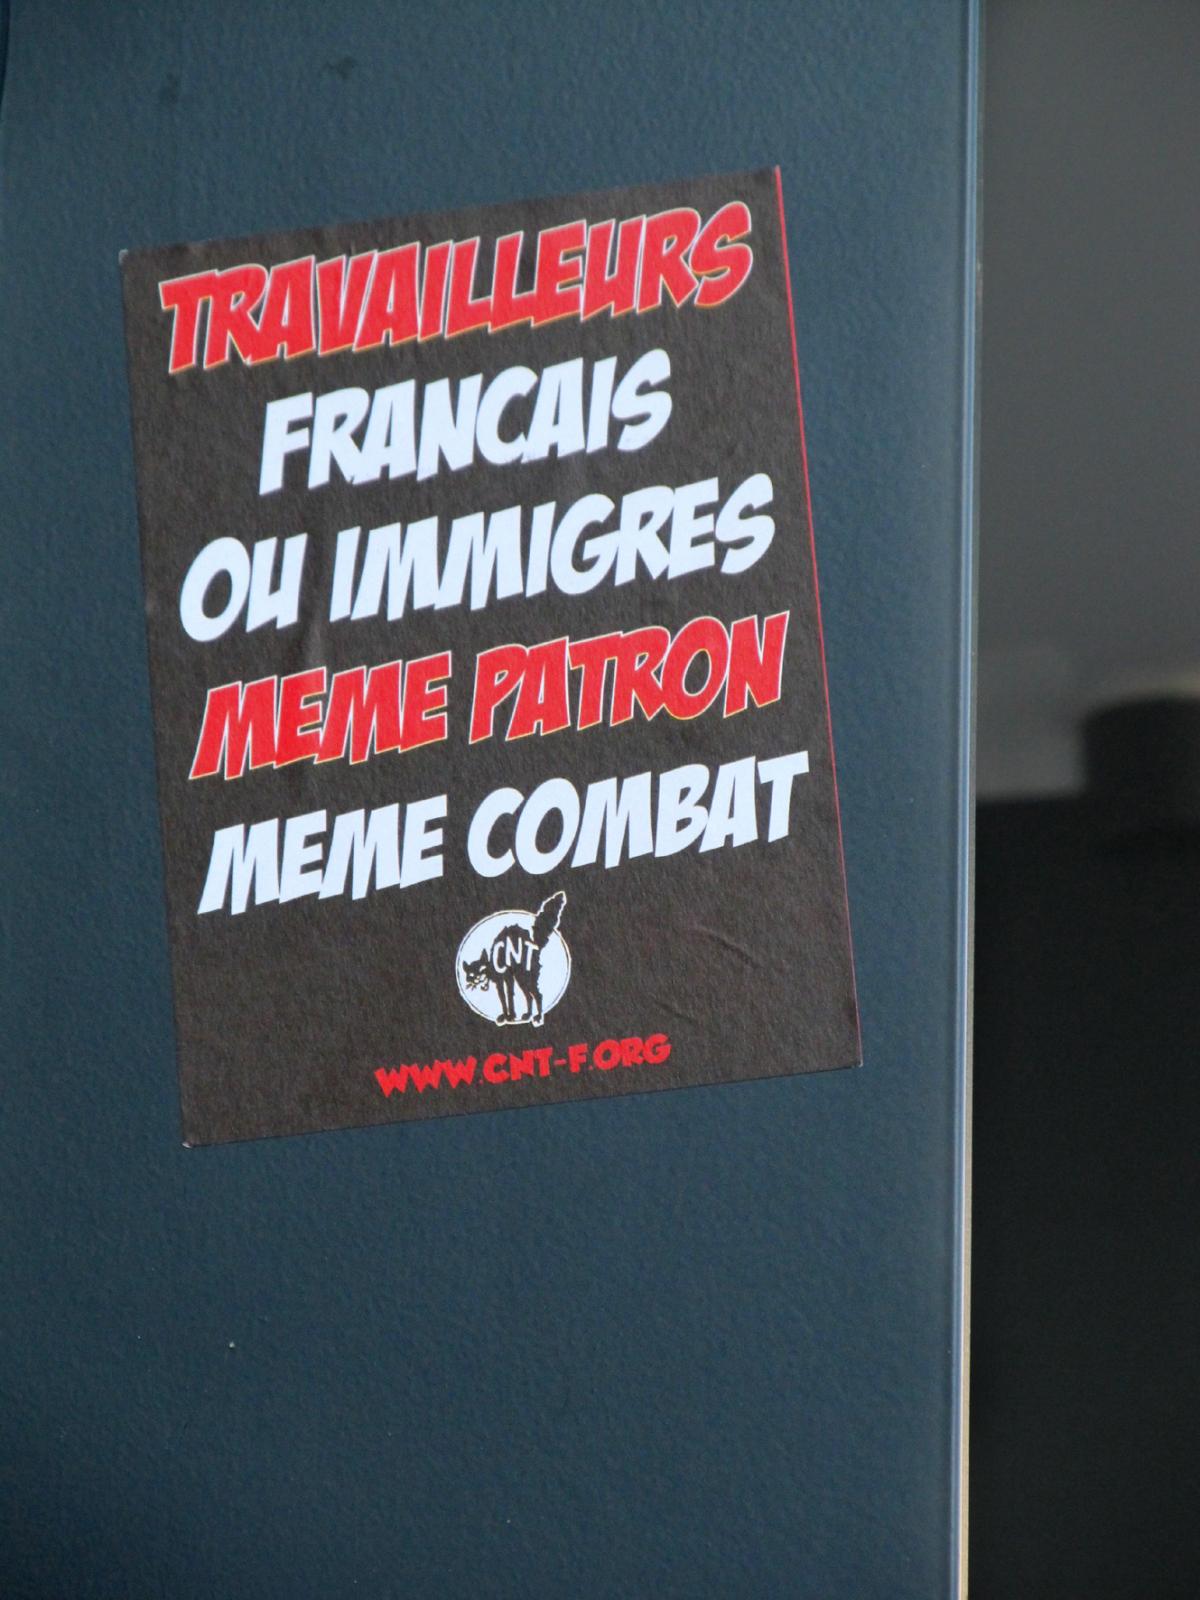 TRAVAILLEURS
FRANCAIS
OU IMMIGRES
MEME PATRON
MEME COMBAT
CNT
WWW.CNT-F.ORG